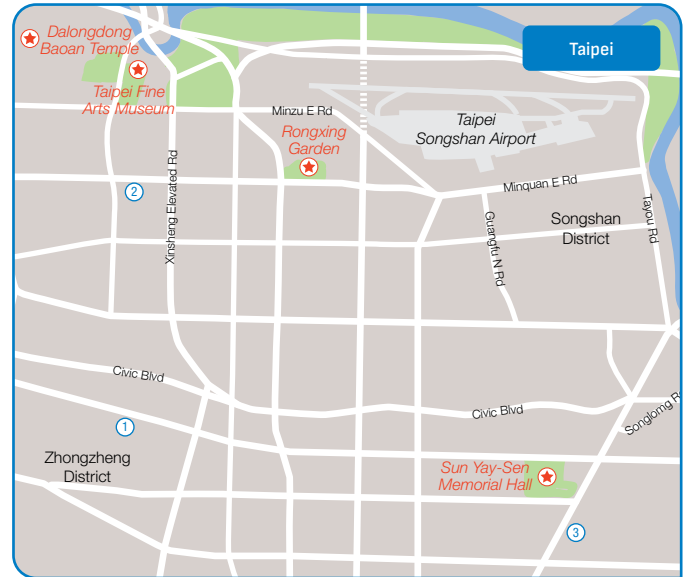 Taipei
Dalongdong
Baoan Temple
Taipei Fine
Arts Museum
Minzu E Rd
Rongxing
Garden
Taipei
Songshan Airport
Minquan E Rd
2
Xinsheng Elevated Rd
Guangfu N Rd
Songshan
District
Tayou Rd
Civic Blvd
Civic Blvd
Songlomg R
1
Zhongzheng
District
Sun Yay-Sen
Memorial Hall
3